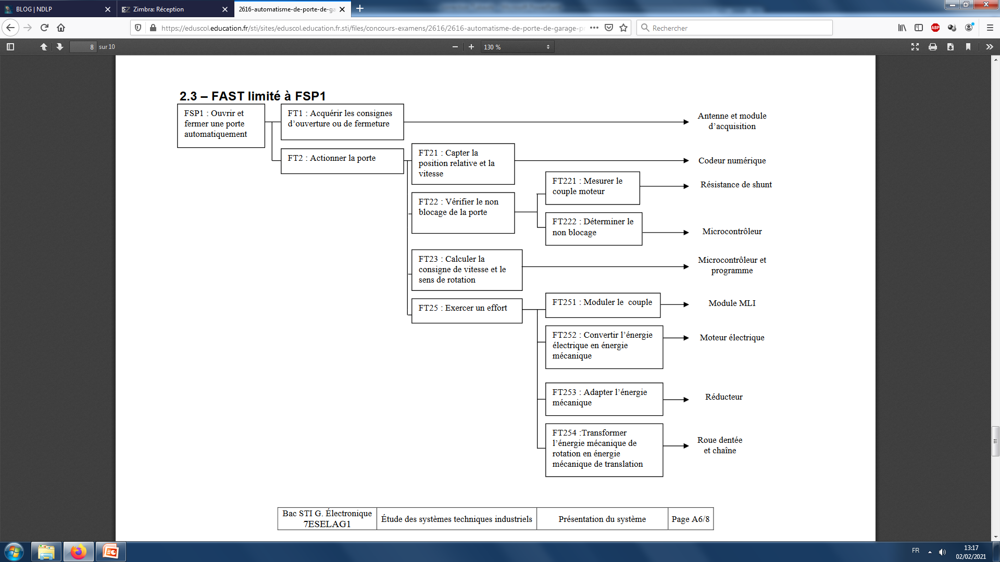 BLOG | NDLP
Zimbra: Réception
2616-automatisme-de-porte-de-ga
https://eduscol.education.fr/sti/sites/eduscol.education.fr.sti/files/concours-examens/2616/2616-automatisme-de-porte-de-garage-p
Rechercher
ABP
8 sur 10
130 %
2.3 – FAST limité à FSP1
FSP1 : Ouvrir et
fermer une porte
automatiquement
FT1 : Acquérir les consignes
d’ouverture ou de fermeture
Antenne et module
d’acquisition
FT2 : Actionner la porte
FT21 : Capter la
position relative et la
vitesse
Codeur numérique
FT22 : Vérifier le non
blocage de la porte
FT221 : Mesurer le
couple moteur
Résistance de shunt
FT222 : Déterminer le
non blocage
Microcontrôleur
FT23 : Calculer la
consigne de vitesse et le
sens de rotation
Microcontrôleur et
programme
FT25 : Exercer un effort
FT251 : Moduler le  couple
Module MLI
FT252 : Convertir l’énergie
électrique en énergie
mécanique
Moteur électrique
FT253 : Adapter l’énergie
mécanique
Réducteur
FT254 :Transformer
l’énergie mécanique de
rotation en énergie
mécanique de translation
Roue dentée
et chaîne
Bac STI G. Électronique
7ESELAG1
Étude des systèmes techniques industriels
Présentation du système
Page A6/8
FR
13:17
02/02/2021